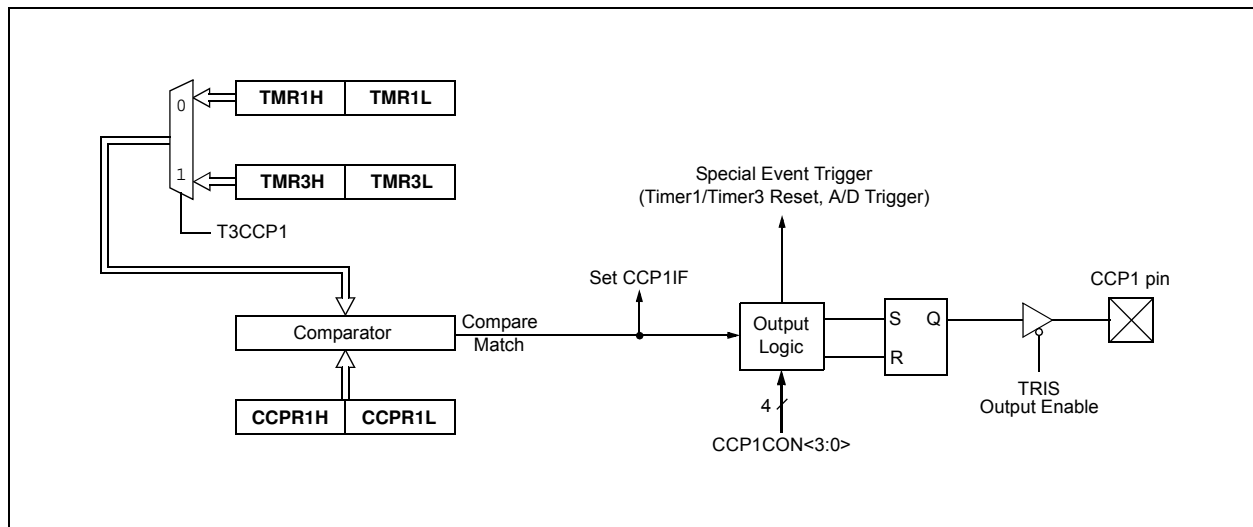 0
TMR1H TMR1L
1
TMR3H TMR3L
T3CCP1
Special Event Trigger
(Timer1/Timer3 Reset, A/D Trigger)
Set CCP1IF
CCP1 pin
Comparator
Compare
Match
Output
Logic
S Q
R
TRIS
Output Enable
CCPR1H CCPR1L
4
CCP1CON<3:0>